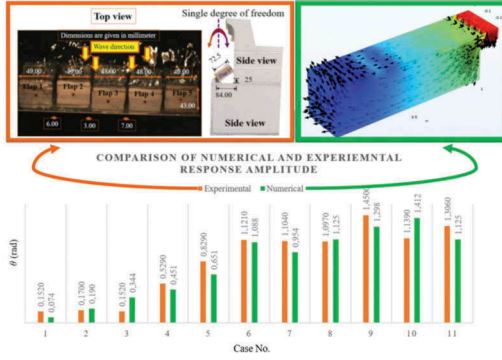 Top view
Dimensions are given in millimeter
Wave direction
49.00 48.00 49.00
Flap 1 Flap 2 Flap 3 Flap 4 Flap 5
43.00
6.00 3.00 7.00
Single degree of freedom
72.5
Side view
25
84.00
Side view
COMPARISON OF NUMERICAL AND EXPERIEMNTAL
RESPONSE AMPLITUDE
Experimental Numerical
θ (rad)
0,1520 0,074 0,1700 0,190 0,1520 0,344 0,5290 0,451 0,8290 0,651 1,1210 1,088 1,1040 0,954 1,0970 1,125 1,4500 1,298 1,1390 1,412 1,3060 1,125
1 2 3 4 5 6 7 8 9 10 11
Case No.